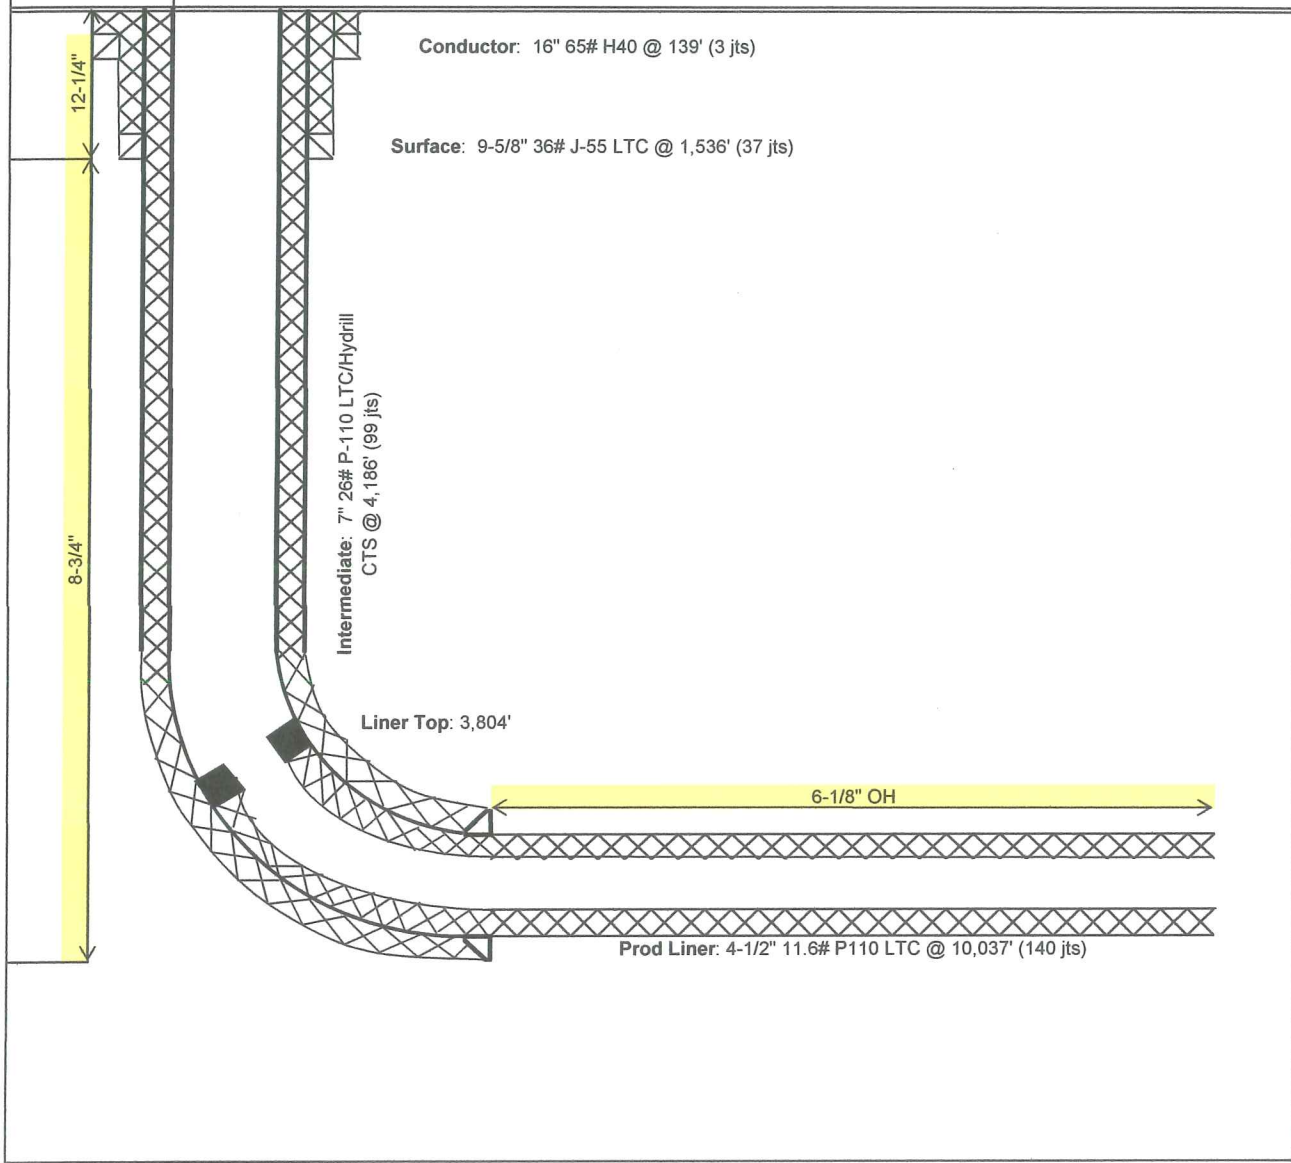 Conductor: 16" 65# H40 @ 139' (3 jts)
12-1/4"
Surface: 9-5/8" 36# J-55 LTC @ 1,536' (37 jts)
Intermediate: 7" 26# P-110 LTC/Hydrill
CTS @ 4,186' (99 jts)
8-3/4"
Liner Top: 3,804'
6-1/8" OH
Prod Liner: 4-1/2" 11.6# P110 LTC @ 10,037' (140 jts)